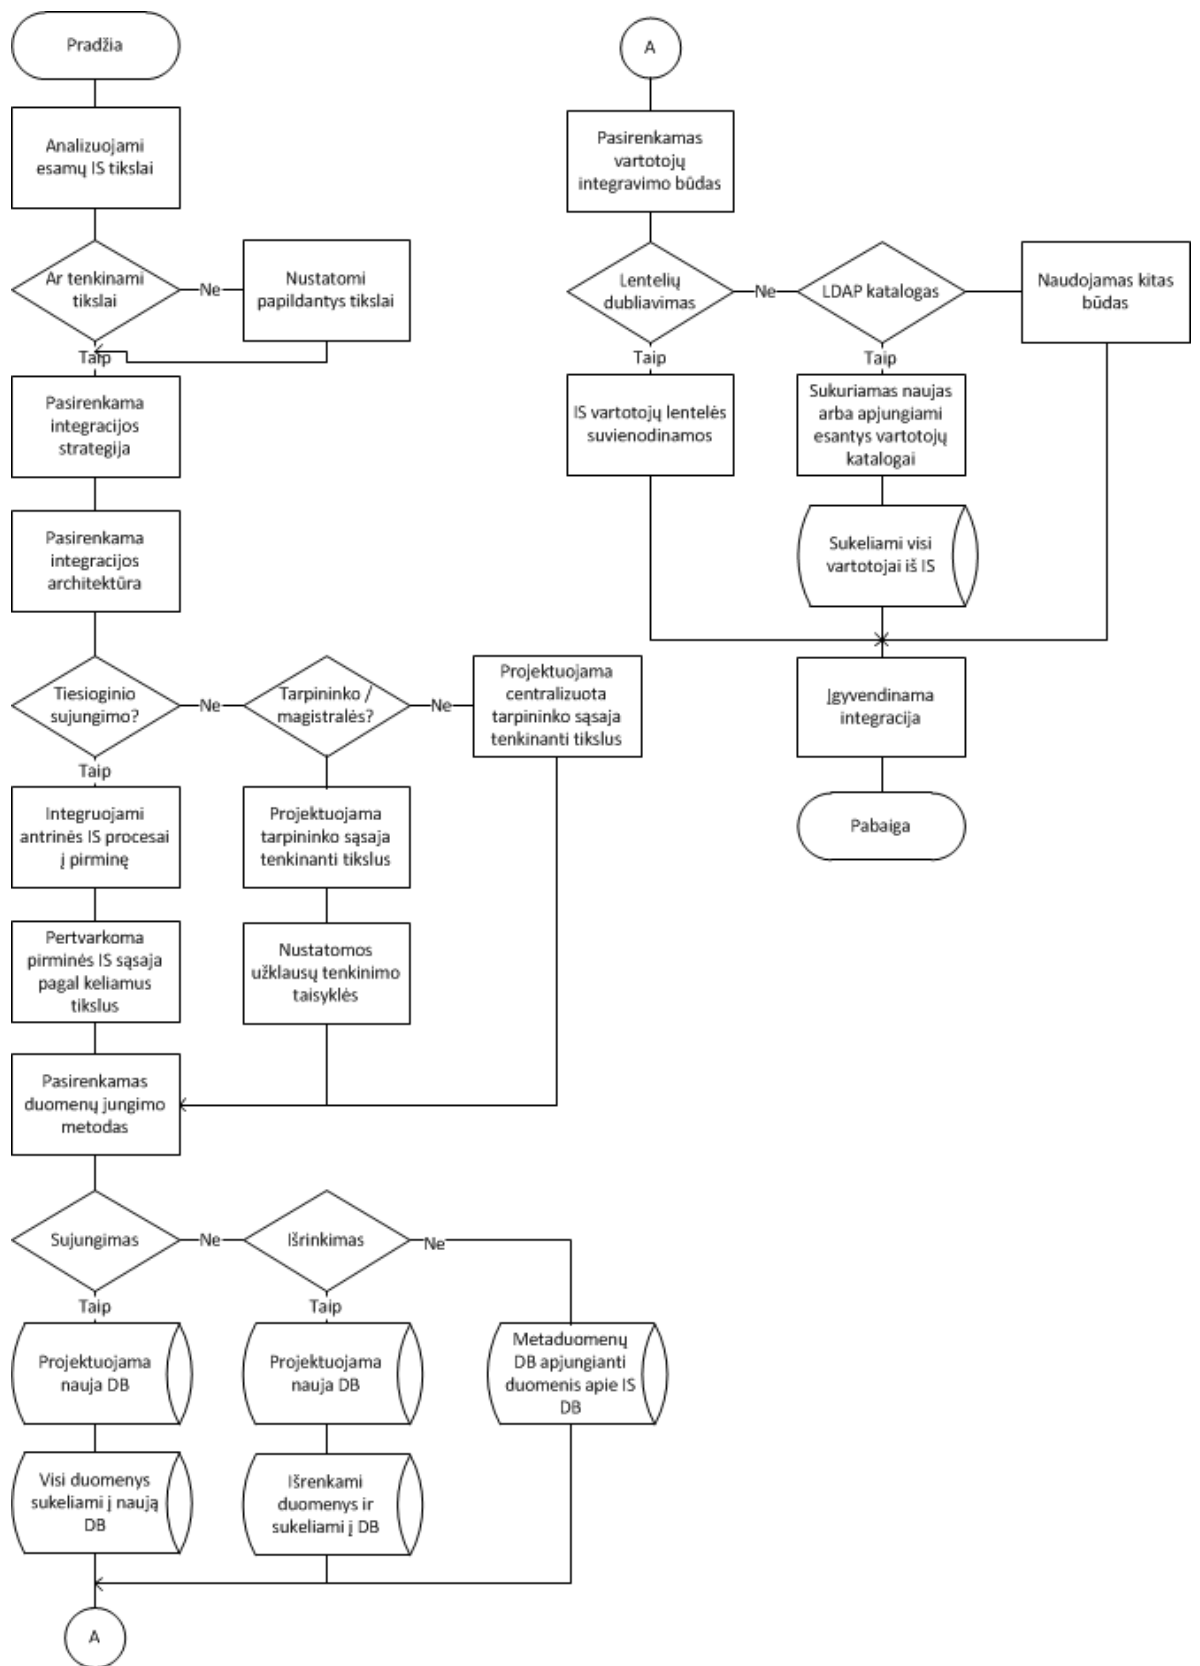 Pradžia
Analizuojami
esamų IS tikslai
Ar tenkinami
tikslai
Ne
Nustatomi
papildantys tikslai
Taip
Pasirenkama
integracijos
strategija
Pasirenkama
integracijos
architektūra
Tiesioginio
sujungimo?
Ne
Tarpininko /
magistralės?
Ne
Projektuojama
centralizuota
tarpininko sąsaja
tenkinanti tikslus
Taip
Integruojami
antrinės IS procesai
į pirminę
Projektuojama
tarpininko sąsaja
tenkinanti tikslus
Pertvarkoma
pirminės IS sąsaja
pagal keliamus
tikslus
Nustatomos
užklausų tenkinimo
taisyklės
Pasirenkamas
duomenų jungimo
metodas
Sujungimas
Ne
Išrinkimas
Ne
Taip
Taip
Projektuojama
nauja DB
Projektuojama
nauja DB
Metaduomenų
DB apjungianti
duomenis apie IS
DB
Visi duomenys
sukeliami į naują
DB
Išrenkami
duomenys ir
sukeliami į DB
A
A
Pasirenkamas
vartotojų
integravimo būdas
Lentelių
dubliavimas
Ne
LDAP katalogas
Naudojamas kitas
būdas
Taip
Taip
IS vartotojų lentelės
suvienodinamos
Sukuriamas naujas
arba apjungiami
esantys vartotojų
katalogai
Sukeliami visi
vartotojai iš IS
Įgyvendinama
integracija
Pabaiga